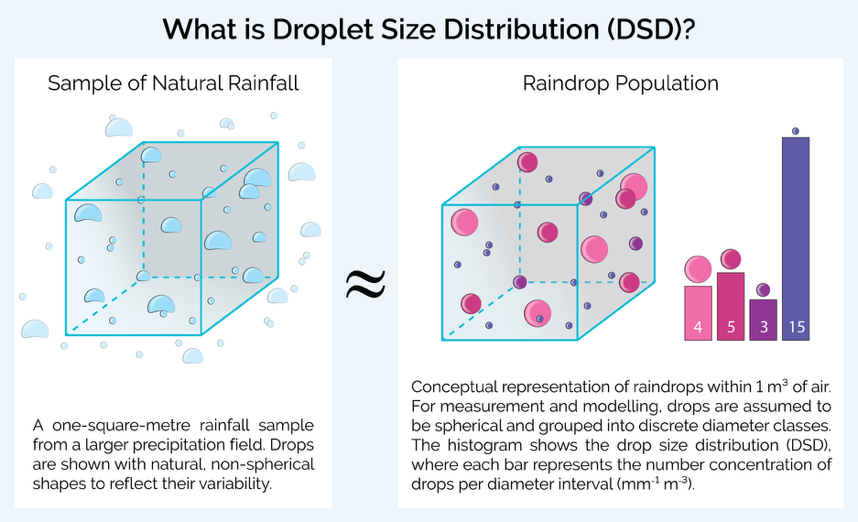 What is Droplet Size Distribution (DSD)?
Sample of Natural Rainfall
A one-square-metre rainfall sample
from a larger precipitation field. Drops
are shown with natural, non-spherical
shapes to reflect their variability.
≈
Raindrop Population
4 5 3 15
Conceptual representation of raindrops within 1 m³ of air.
For measurement and modelling, drops are assumed to
be spherical and grouped into discrete diameter classes.
The histogram shows the drop size distribution (DSD),
where each bar represents the number concentration of
drops per diameter interval (mm⁻¹ m⁻³).